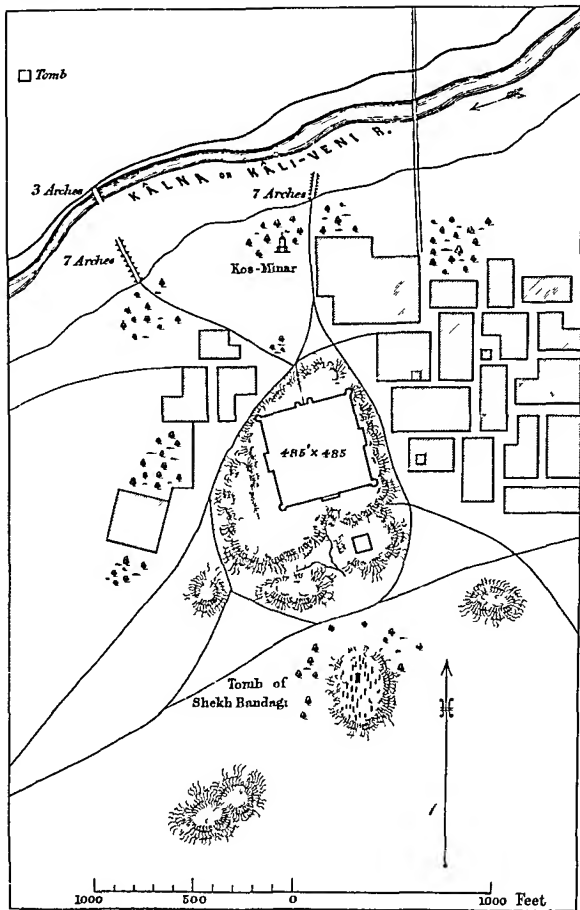 Tomb
KÂLNA OR KÂLI-VENI R.
3 Arches
7 Arches
7 Arches
Kos-Minar
485' × 485
Tomb of
Shekh Bandagi
1000 500 0 1000 Feet